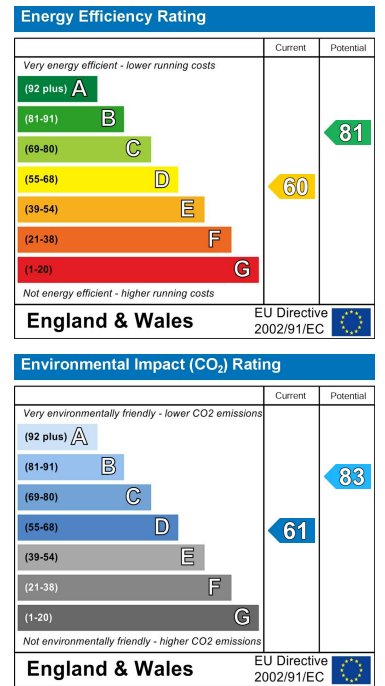 Energy Efficiency Rating
Current Potential
Very energy efficient - lower running costs
(92 plus) A
(81-91) B
81
(69-80) C
(55-68) D
60
(39-54) E
(21-38) F
(1-20) G
Not energy efficient - higher running costs
England & Wales
EU Directive
2002/91/EC
Environmental Impact (CO₂) Rating
Current Potential
Very environmentally friendly - lower CO2 emissions
(92 plus) A
(81-91) B
83
(69-80) C
(55-68) D
61
(39-54) E
(21-38) F
(1-20) G
Not environmentally friendly - higher CO2 emissions
England & Wales
EU Directive
2002/91/EC